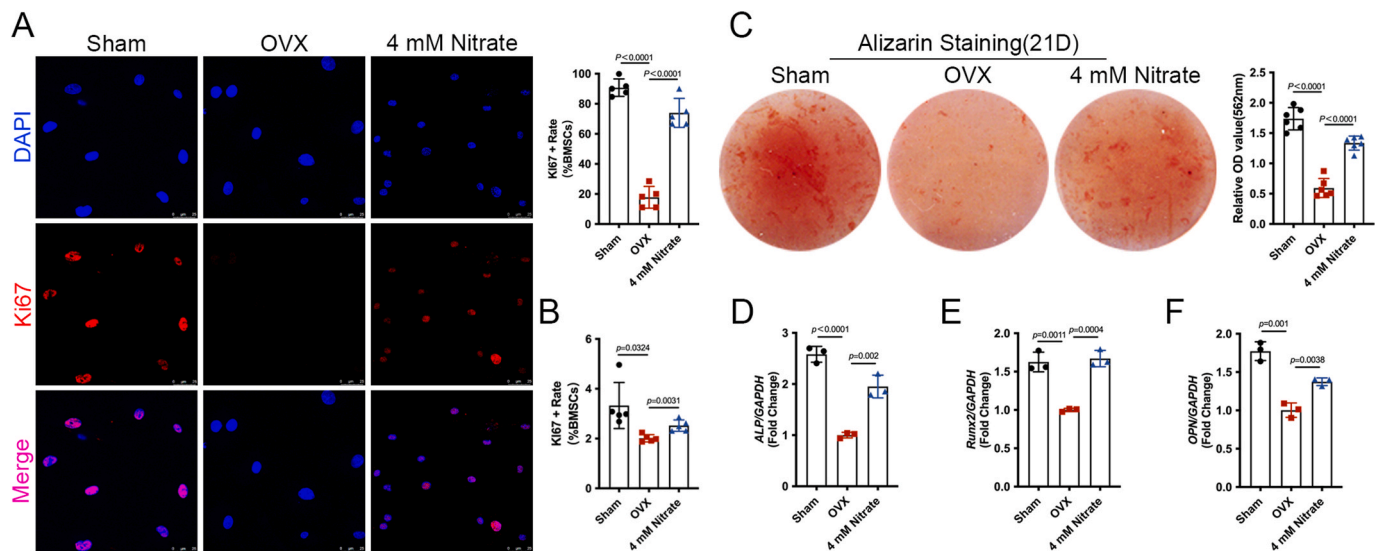 A
Sham
OVX
4 mM Nitrate
DAPI
Ki67
Merge
P<0.0001
P<0.0001
100
80
60
40
20
0
Ki67 + Rate
(%BMSCs)
Sham
OVX
4 mM Nitrate
B
p=0.0324
p=0.0031
6
4
2
0
Ki67 + Rate
(%BMSCs)
Sham
OVX
4 mM Nitrate
C
Alizarin Staining(21D)
Sham
OVX
4 mM Nitrate
P<0.0001
P<0.0001
2.5
2.0
1.5
1.0
0.5
0.0
Relative OD value(562nm)
Sham
OVX
4 mM Nitrate
D
p<0.0001
p=0.002
3
2
1
0
ALP/GAPDH
(Fold Change)
Sham
OVX
4 mM Nitrate
E
p=0.0011
p=0.0004
2.0
1.5
1.0
0.5
0.0
Runx2/GAPDH
(Fold Change)
Sham
OVX
4 mM Nitrate
F
p=0.001
p=0.0038
2.0
1.5
1.0
0.5
0.0
OPN/GAPDH
(Fold Change)
Sham
OVX
4 mM Nitrate